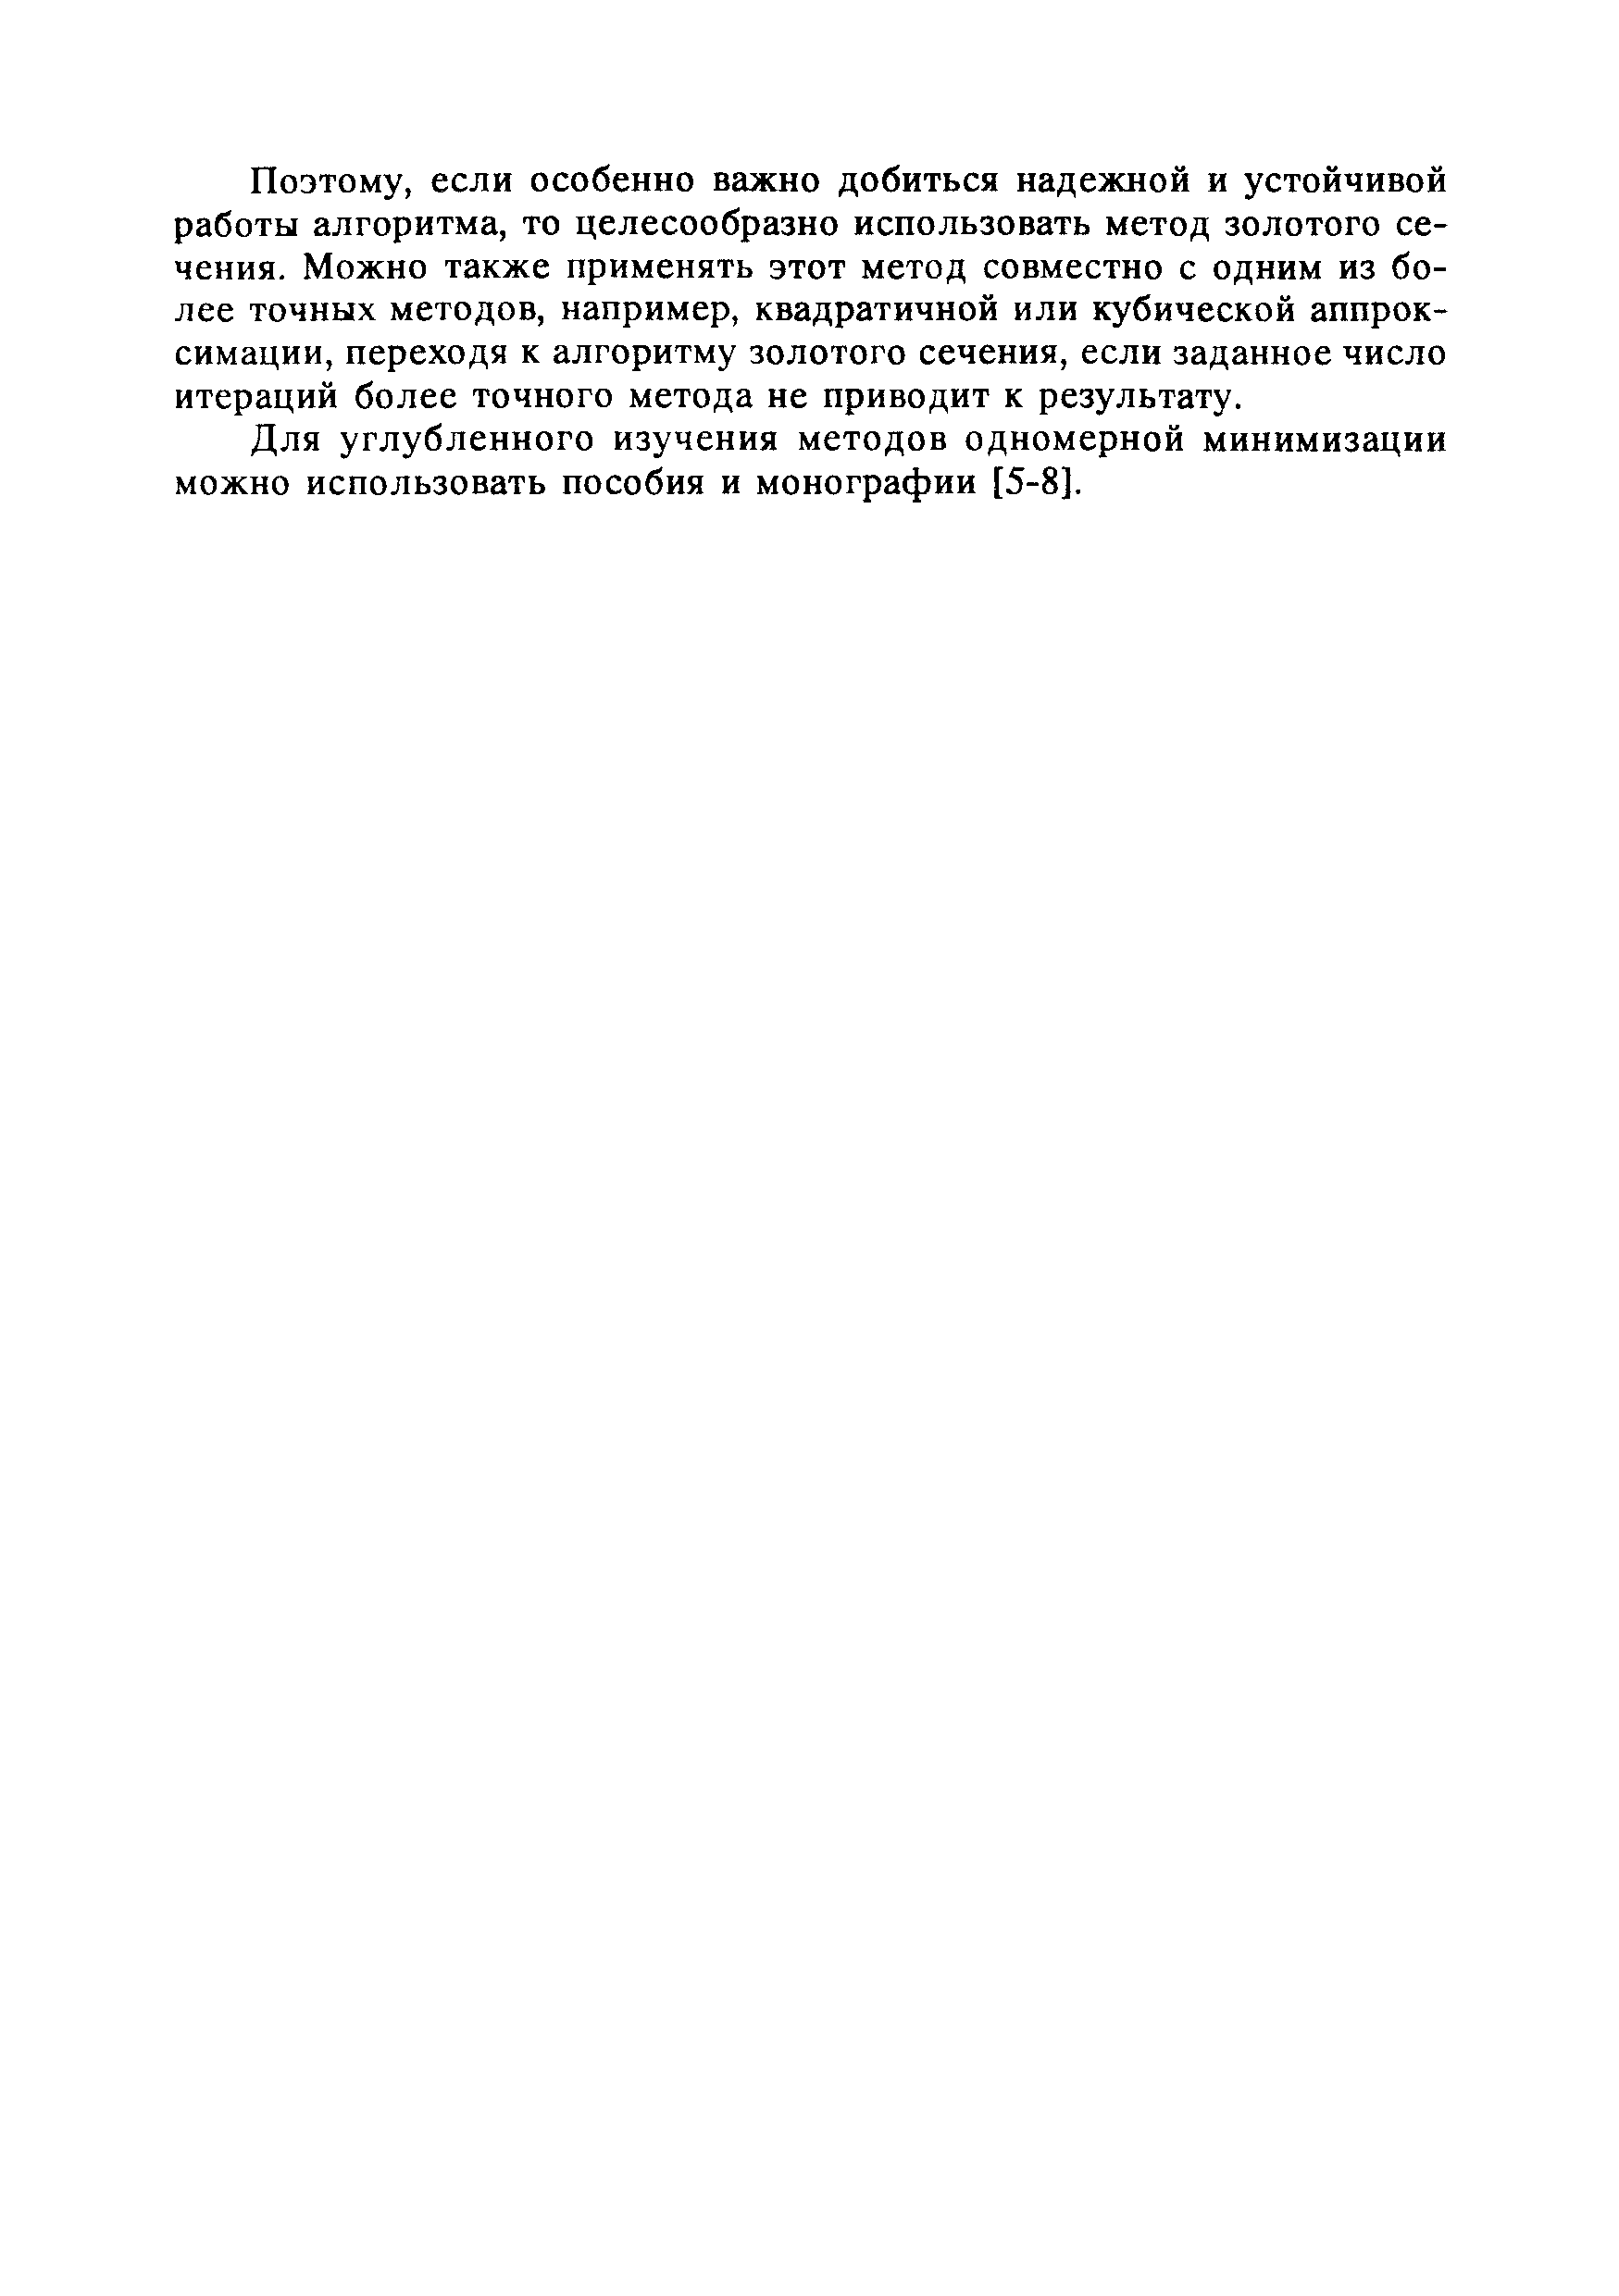 Поэтому, если особенно важно добиться надежной и устойчивой
работы алгоритма, то целесообразно использовать метод золотого се-
чения. Можно также применять этот метод совместно с одним из бо-
лее точных методов, например, квадратичной или кубической аппрок-
симации, переходя к алгоритму золотого сечения, если заданное число
итераций более точного метода не приводит к результату.
Для углубленного изучения методов одномерной минимизации
можно использовать пособия и монографии [5-8].